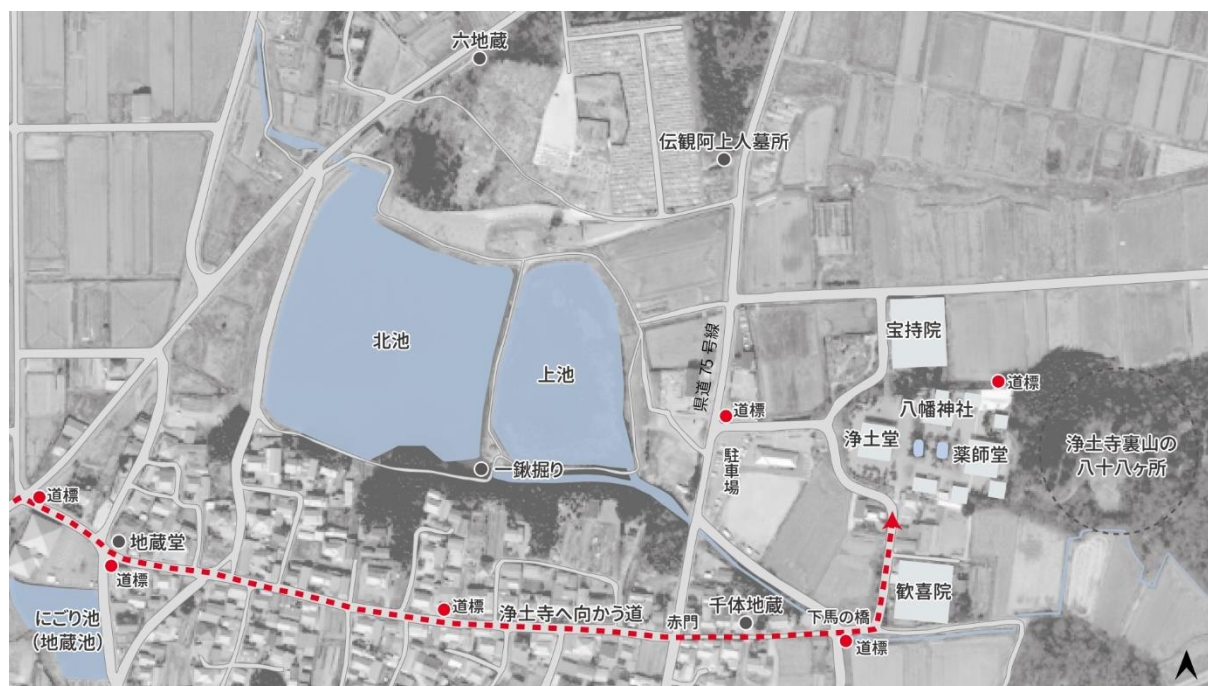 六地蔵
伝観阿上人墓所
北池
上池
県道75号線
宝持院
道標
八幡神社
道標
浄土堂
薬師堂
浄土寺裏山の
八十八ヶ所
駐車場
一鍬掘り
道標
地蔵堂
道標
にごり池
(地蔵池)
道標
浄土寺へ向かう道
赤門
千体地蔵
下馬の橋
歓喜院
道標